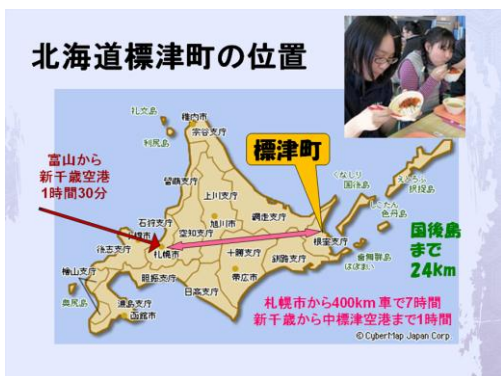 北海道標津町の位置
富山から
新千歳空港
1時間30分
標津町
礼文島
利尻島
稚内市
宗谷支庁
留萌支庁
上川支庁
網走支庁
石狩支庁
空知支庁
旭川市
小樽市
札幌市
後志支庁
十勝支庁
釧路支庁
根室支庁
帯広市
胆振支庁
日高支庁
檜山支庁
奥尻島
渡島支庁
函館市
くなしり
国後島
えとろふ
択捉島
しこたん
色丹島
歯舞群島
はぼまい
国後島
まで
24km
札幌市から400km 車で7時間
新千歳から中標津空港まで1時間
© CyberMap Japan Corp.